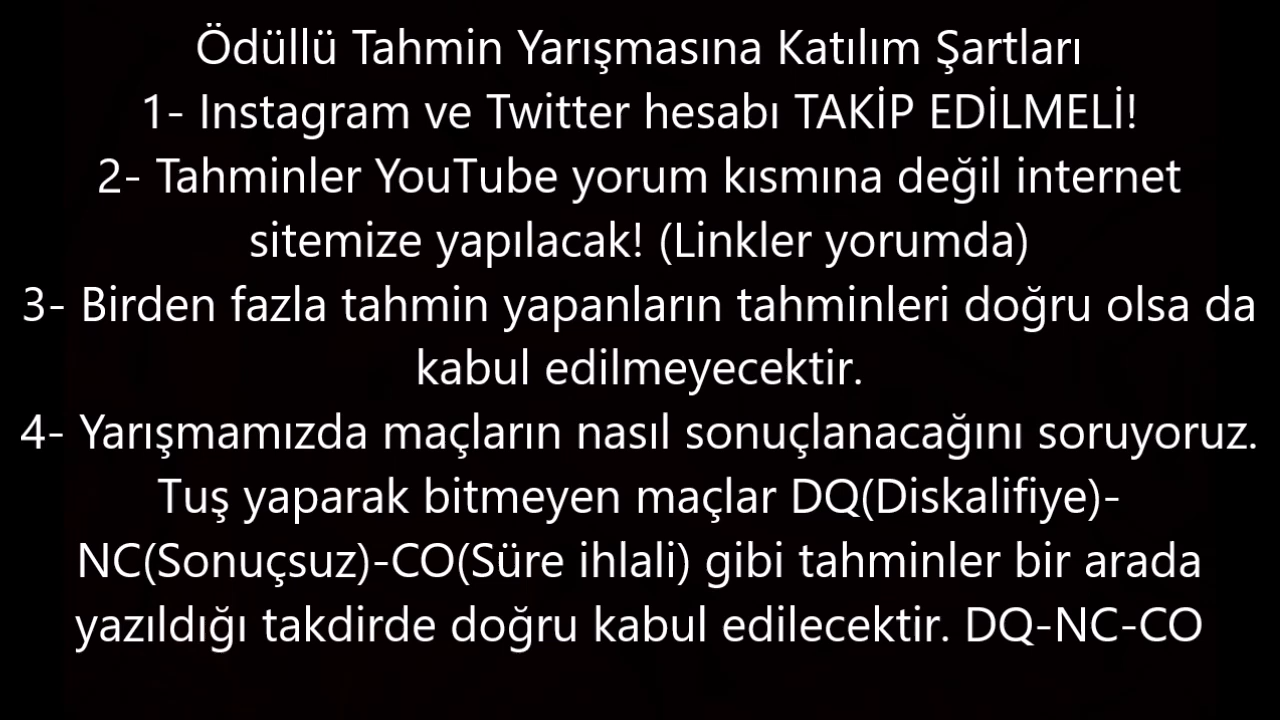 Ödüllü Tahmin Yarışmasına Katılım Şartları
1- Instagram ve Twitter hesabı TAKİP EDİLMELİ!
2- Tahminler YouTube yorum kısmına değil internet
sitemize yapılacak! (Linkler yorumda)
3- Birden fazla tahmin yapanların tahminleri doğru olsa da
kabul edilmeyecektir.
4- Yarışmamızda maçların nasıl sonuçlanacağını soruyoruz.
Tuş yaparak bitmeyen maçlar DQ(Diskalifiye)-
NC(Sonuçsuz)-CO(Süre ihlali) gibi tahminler bir arada
yazıldığı takdirde doğru kabul edilecektir. DQ-NC-CO